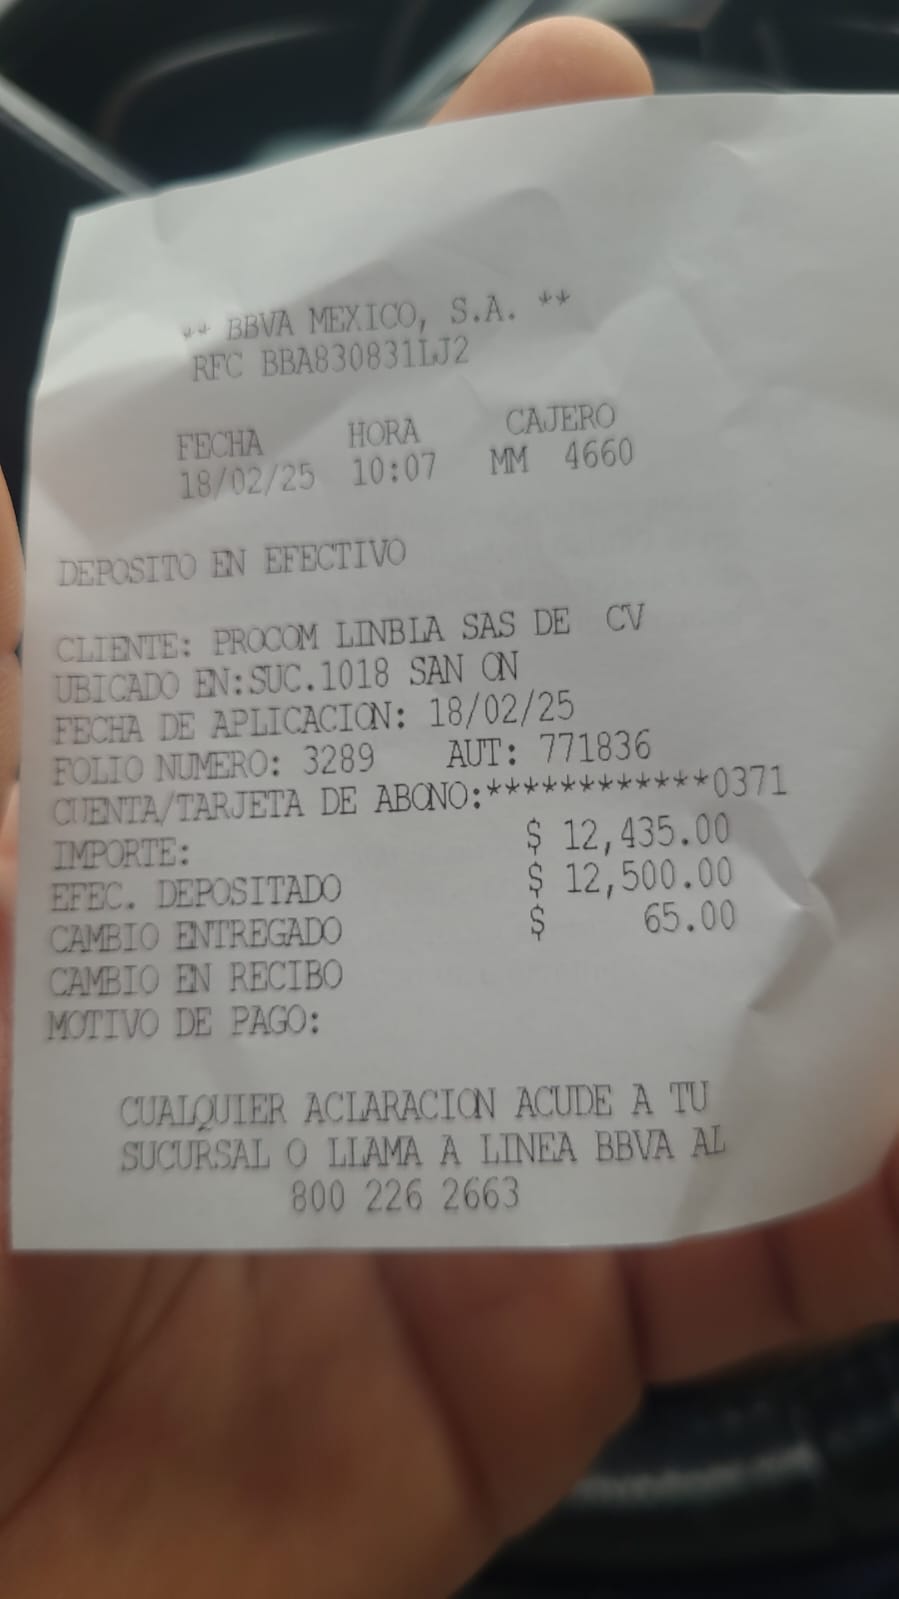 ** BBVA MEXICO, S.A. **
RFC BBA830831LJ2
FECHA HORA CAJERO
18/02/25 10:07 MM 4660
DEPOSITO EN EFECTIVO
CLIENTE: PROCOM LINBLA SAS DE CV
UBICADO EN:SUC.1018 SAN ON
FECHA DE APLICACION: 18/02/25
FOLIO NUMERO: 3289 AUT: 771836
CUENTA/TARJETA DE ABONO:************0371
IMPORTE: $ 12,435.00
EFEC. DEPOSITADO $ 12,500.00
CAMBIO ENTREGADO $ 65.00
CAMBIO EN RECIBO
MOTIVO DE PAGO:
CUALQUIER ACLARACION ACUDE A TU
SUCURSAL O LLAMA A LINEA BBVA AL
800 226 2663